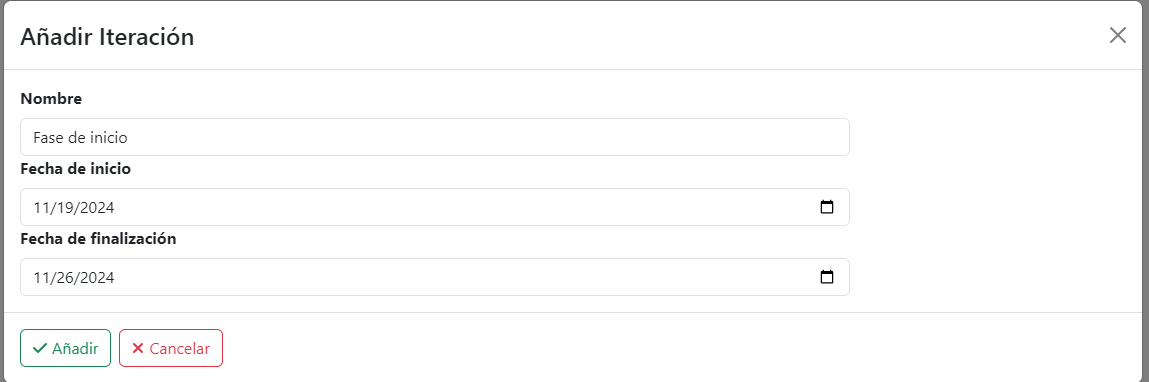 Añadir Iteración
Nombre
Fase de inicio
Fecha de inicio
11/19/2024
Fecha de finalización
11/26/2024
Añadir Cancelar